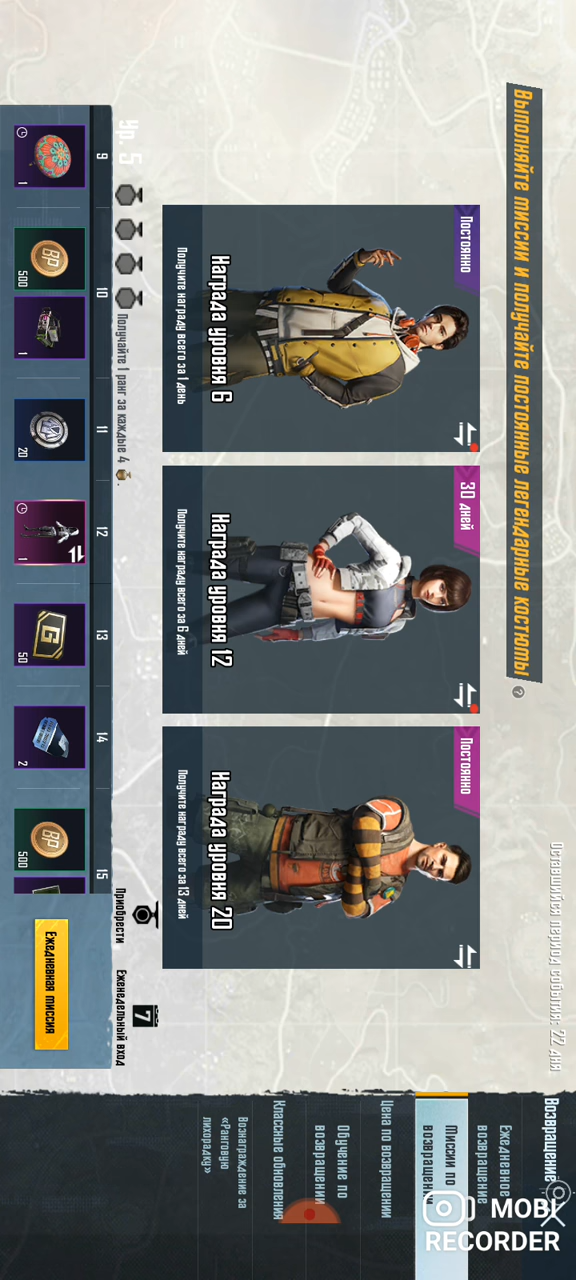 Возвращение
Ежедневное
возвращение
Миссии по
возвращению
Цена по возвращении
Обучение по
возвращении
Классные обновления
Вознаграждение за
«Ранговую
лихорадку»
Оставшийся период события: 22 дня
Выполняйте миссии и получайте постоянные легендарные костюмы
?
Постоянно
Награда уровня 6
Получите награду всего за 1 день
30 дней
Награда уровня 12
Получите награду всего за 6 дней
Постоянно
Награда уровня 20
Получите награду всего за 13 дней
Ур. 5
Получайте 1 ранг за каждые 4
Приобрести
7
Еженедельный вход
9
10
11
12
13
14
15
1
BP
500
1
20
1
G
50
2
BP
500
Ежедневная миссия
MOBI
RECORDER